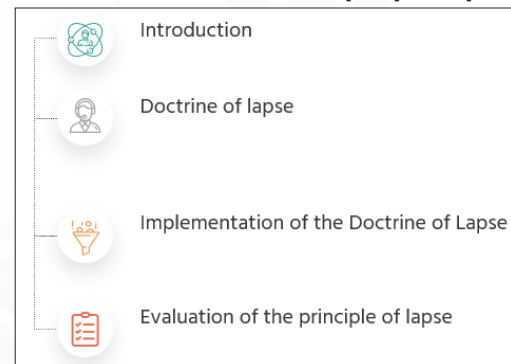 Introduction
Doctrine of lapse
Implementation of the Doctrine of Lapse
Evaluation of the principle of lapse